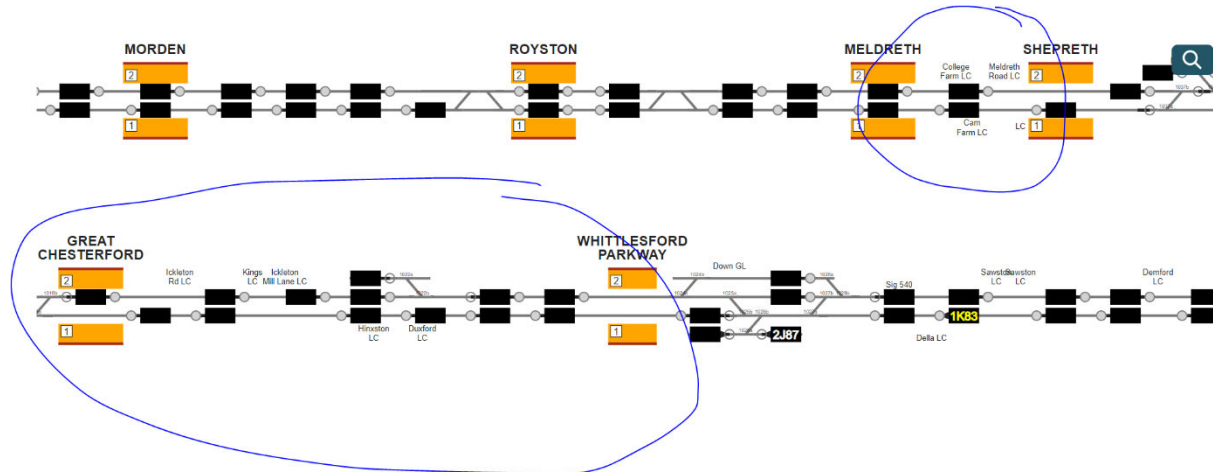 MORDEN
ROYSTON
MELDRETH
SHEPRETH
2
2
2
College
Farm LC
Meldreth
Road LC
2
1
1
1
Cam
Farm LC
LC
1
GREAT
CHESTERFORD
WHITTLESFORD
PARKWAY
2
Ickleton
Rd LC
Kings
LC
Ickleton
Mill Lane LC
2
Down GL
Sig 540
Sawston
LC
Sawston
LC
Demford
LC
1
Hinxston
LC
Duxford
LC
1
2J87
1K83
Della LC